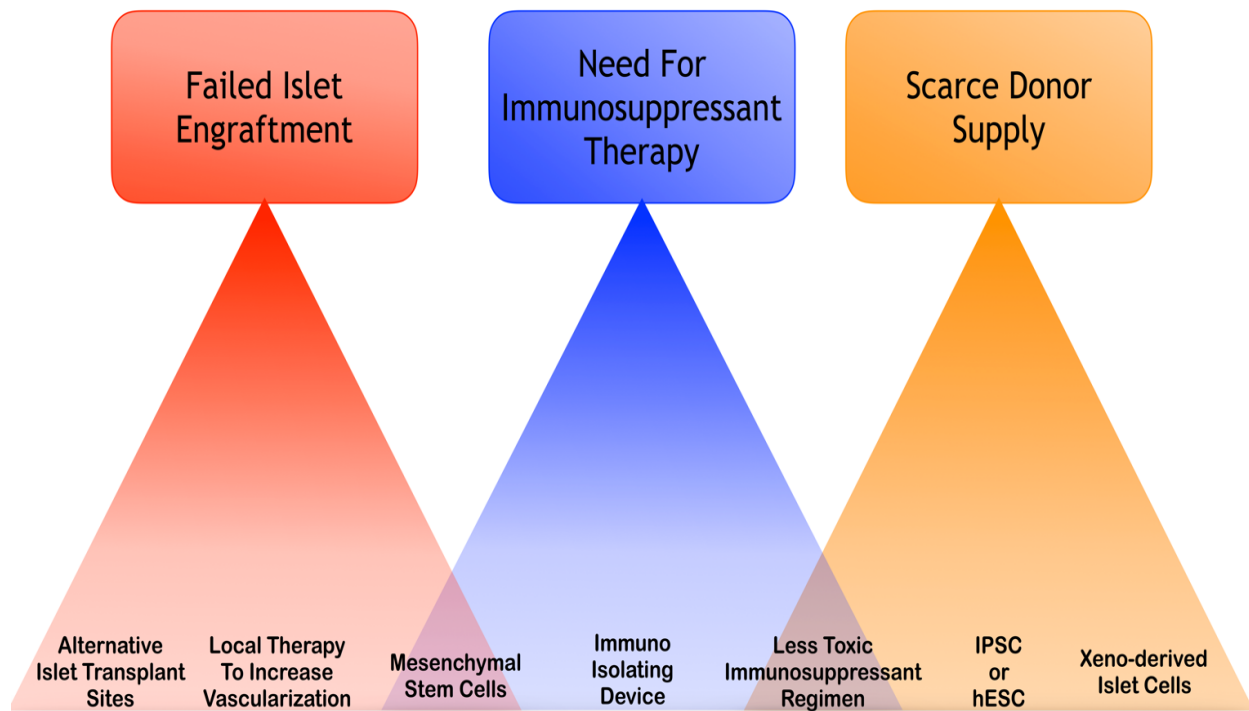 Failed Islet
Engraftment
Need For
Immunosuppressant
Therapy
Scarce Donor
Supply
Alternative
Islet Transplant
Sites
Local Therapy
To Increase
Vascularization
Mesenchymal
Stem Cells
Immuno
Isolating
Device
Less Toxic
Immunosuppressant
Regimen
IPSC
or
hESC
Xeno-derived
Islet Cells